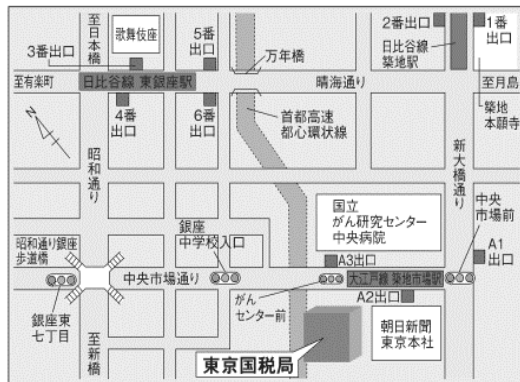 至日本橋
歌舞伎座
5番
出口
2番出口
1番
出口
3番出口
万年橋
日比谷線
築地駅
至有楽町
日比谷線 東銀座駅
晴海通り
至月島
4番
出口
6番
出口
首都高速
都心環状線
築地
本願寺
昭和通り
新大橋通り
国立
がん研究センター
中央病院
中央
市場前
銀座
中学校入口
昭和通り銀座
歩道橋
A1
出口
A3出口
中央市場通り
大江戸線 築地市場駅
がん
センター前
A2出口
銀座東
七丁目
至新橋
朝日新聞
東京本社
東京国税局